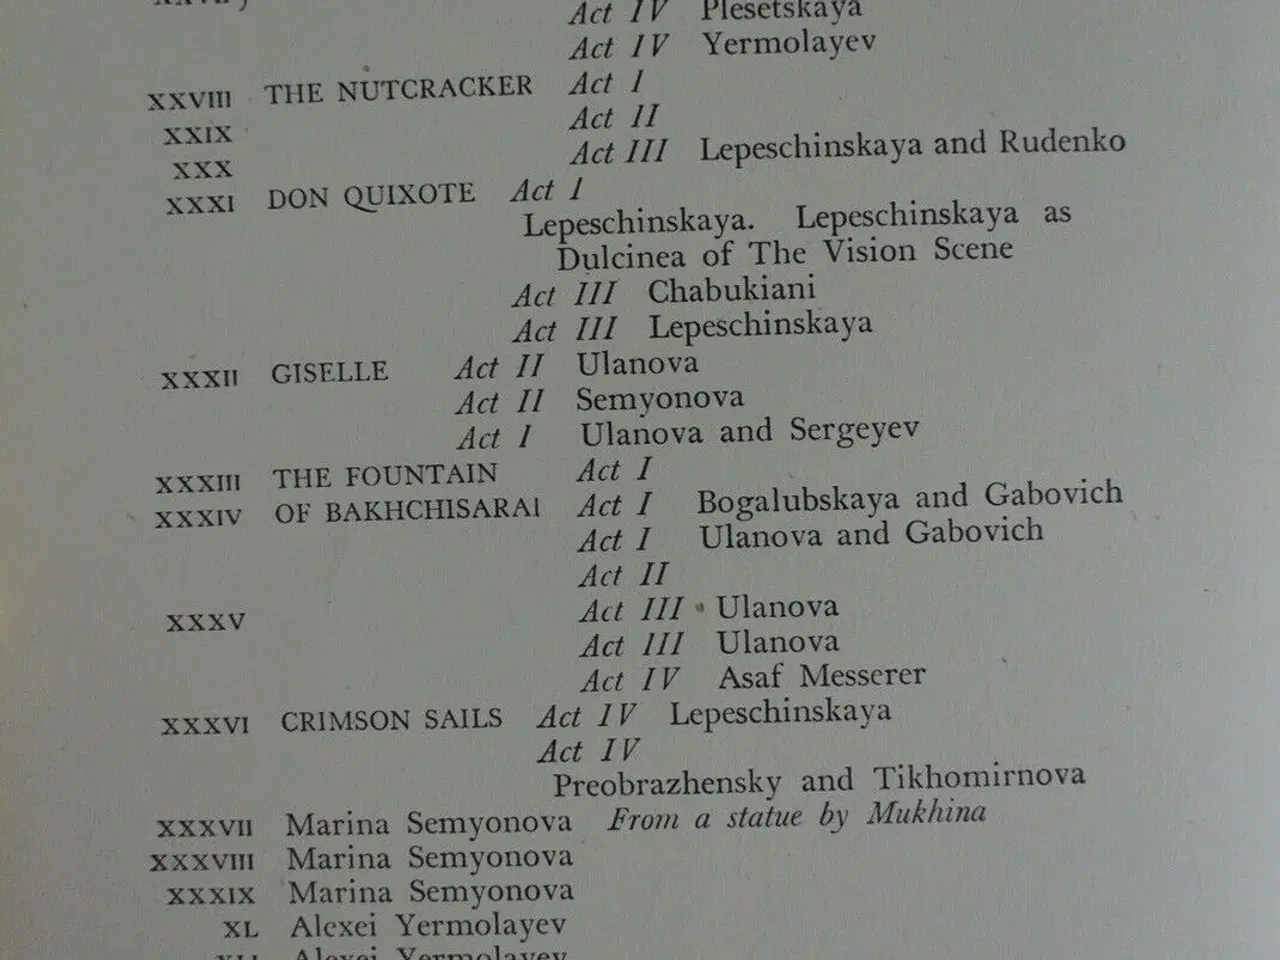 Act IV Plesetskaya
Act IV Yermolayev
XXVIII THE NUTCRACKER Act I
XXIX Act II
XXX Act III Lepeschinskaya and Rudenko
XXXI DON QUIXOTE Act I
Lepeschinskaya. Lepeschinskaya as
Dulcinea of The Vision Scene
Act III Chabukiani
Act III Lepeschinskaya
XXXII GISELLE Act II Ulanova
Act II Semyonova
Act I Ulanova and Sergeyev
XXXIII THE FOUNTAIN Act I
XXXIV OF BAKHCHISARAI Act I Bogalubskaya and Gabovich
Act I Ulanova and Gabovich
Act II
XXXV Act III Ulanova
Act III Ulanova
Act IV Asaf Messerer
XXXVI CRIMSON SAILS Act IV Lepeschinskaya
Act IV
Preobrazhensky and Tikhomirnova
XXXVII Marina Semyonova From a statue by Mukhina
XXXVIII Marina Semyonova
XXXIX Marina Semyonova
XL Alexei Yermolayev
XLI Alexei Yermolayev